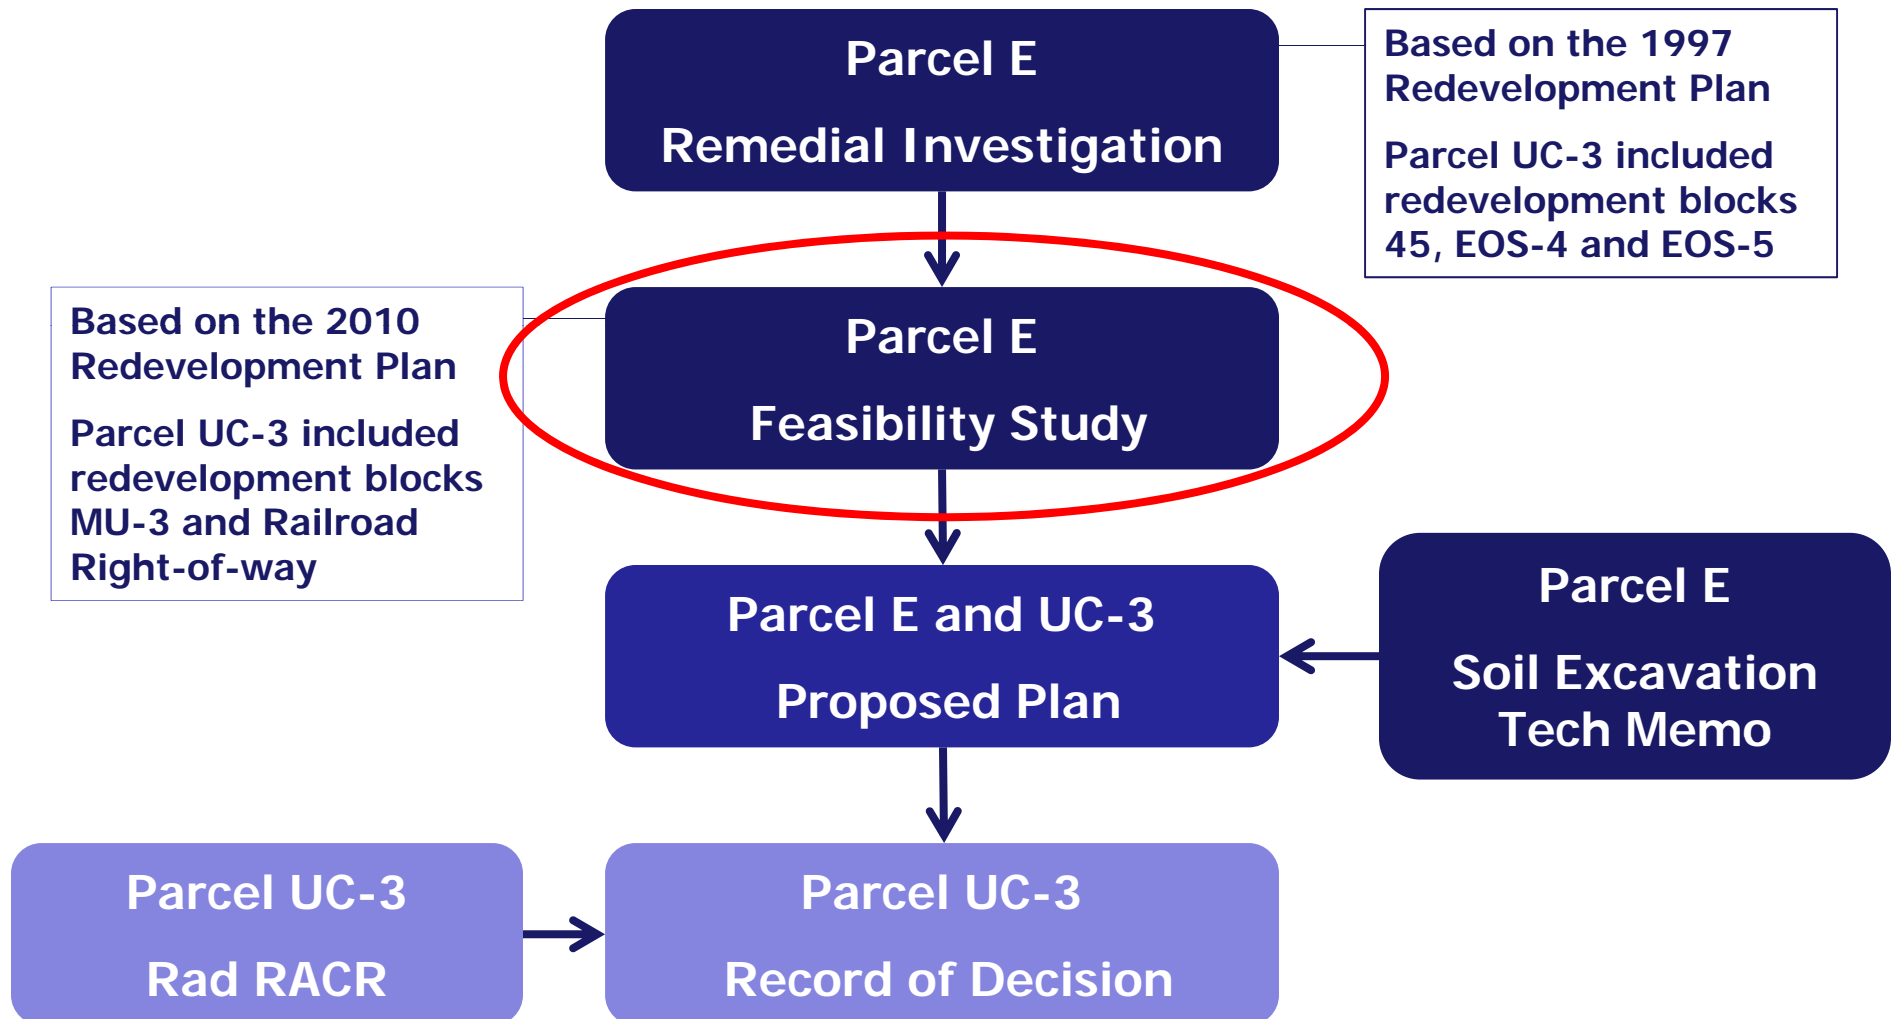 Parcel E
Remedial Investigation
Based on the 1997
Redevelopment Plan
Parcel UC-3 included
redevelopment blocks
45, EOS-4 and EOS-5
Based on the 2010
Redevelopment Plan
Parcel UC-3 included
redevelopment blocks
MU-3 and Railroad
Right-of-way
Parcel E
Feasibility Study
Parcel E and UC-3
Proposed Plan
Parcel E
Soil Excavation
Tech Memo
Parcel UC-3
Rad RACR
Parcel UC-3
Record of Decision